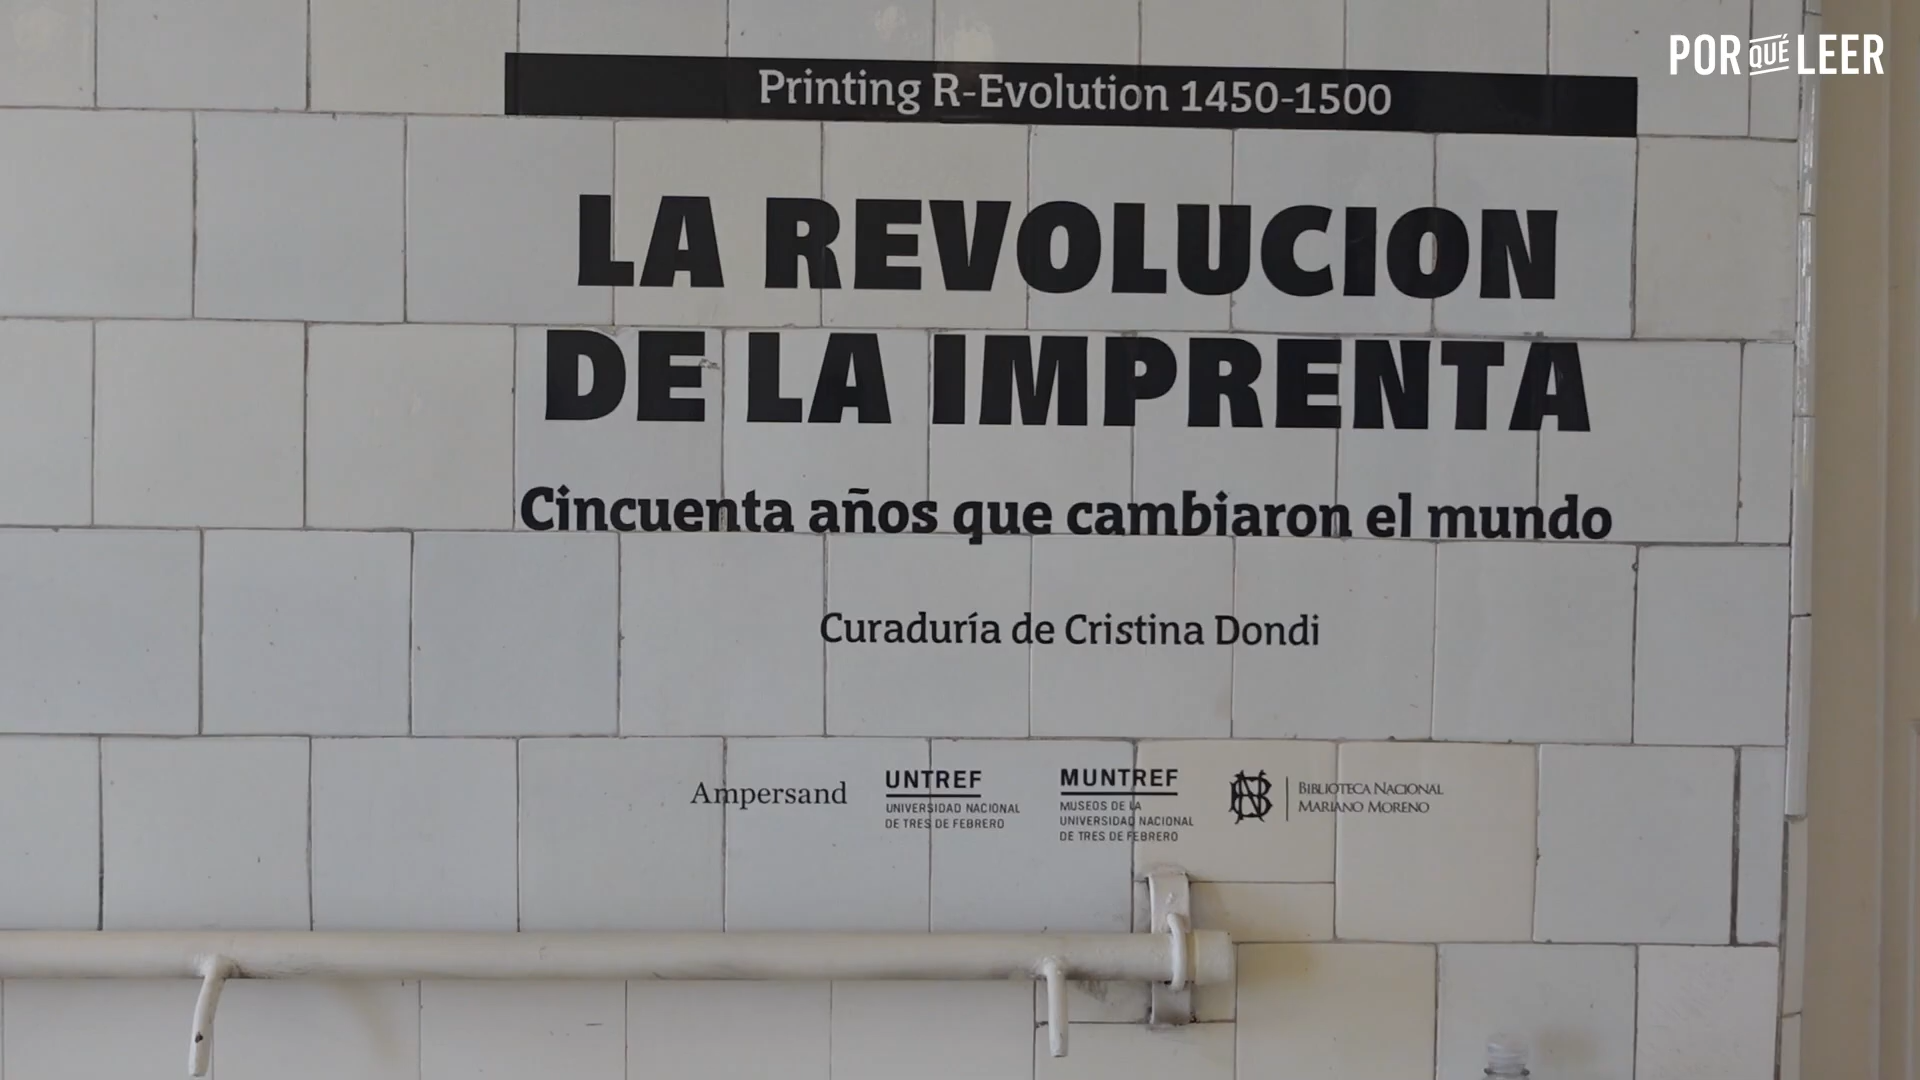 POR QUÉ LEER
Printing R-Evolution 1450-1500
LA REVOLUCION
DE LA IMPRENTA
Cincuenta años que cambiaron el mundo
Curaduría de Cristina Dondi
Ampersand
UNTREF
UNIVERSIDAD NACIONAL
DE TRES DE FEBRERO
MUNTREF
MUSEOS DE LA
UNIVERSIDAD NACIONAL
DE TRES DE FEBRERO
BIBLIOTECA NACIONAL
MARIANO MORENO